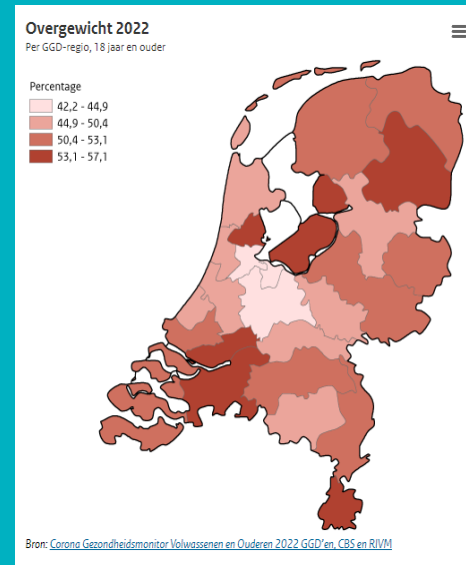 Overgewicht 2022
Per GGD-regio, 18 jaar en ouder
Percentage
42,2 - 44,9
44,9 - 50,4
50,4 - 53,1
53,1 - 57,1
Bron: Corona Gezondheidsmonitor Volwassenen en Ouderen 2022 GGD'en, CBS en RIVM